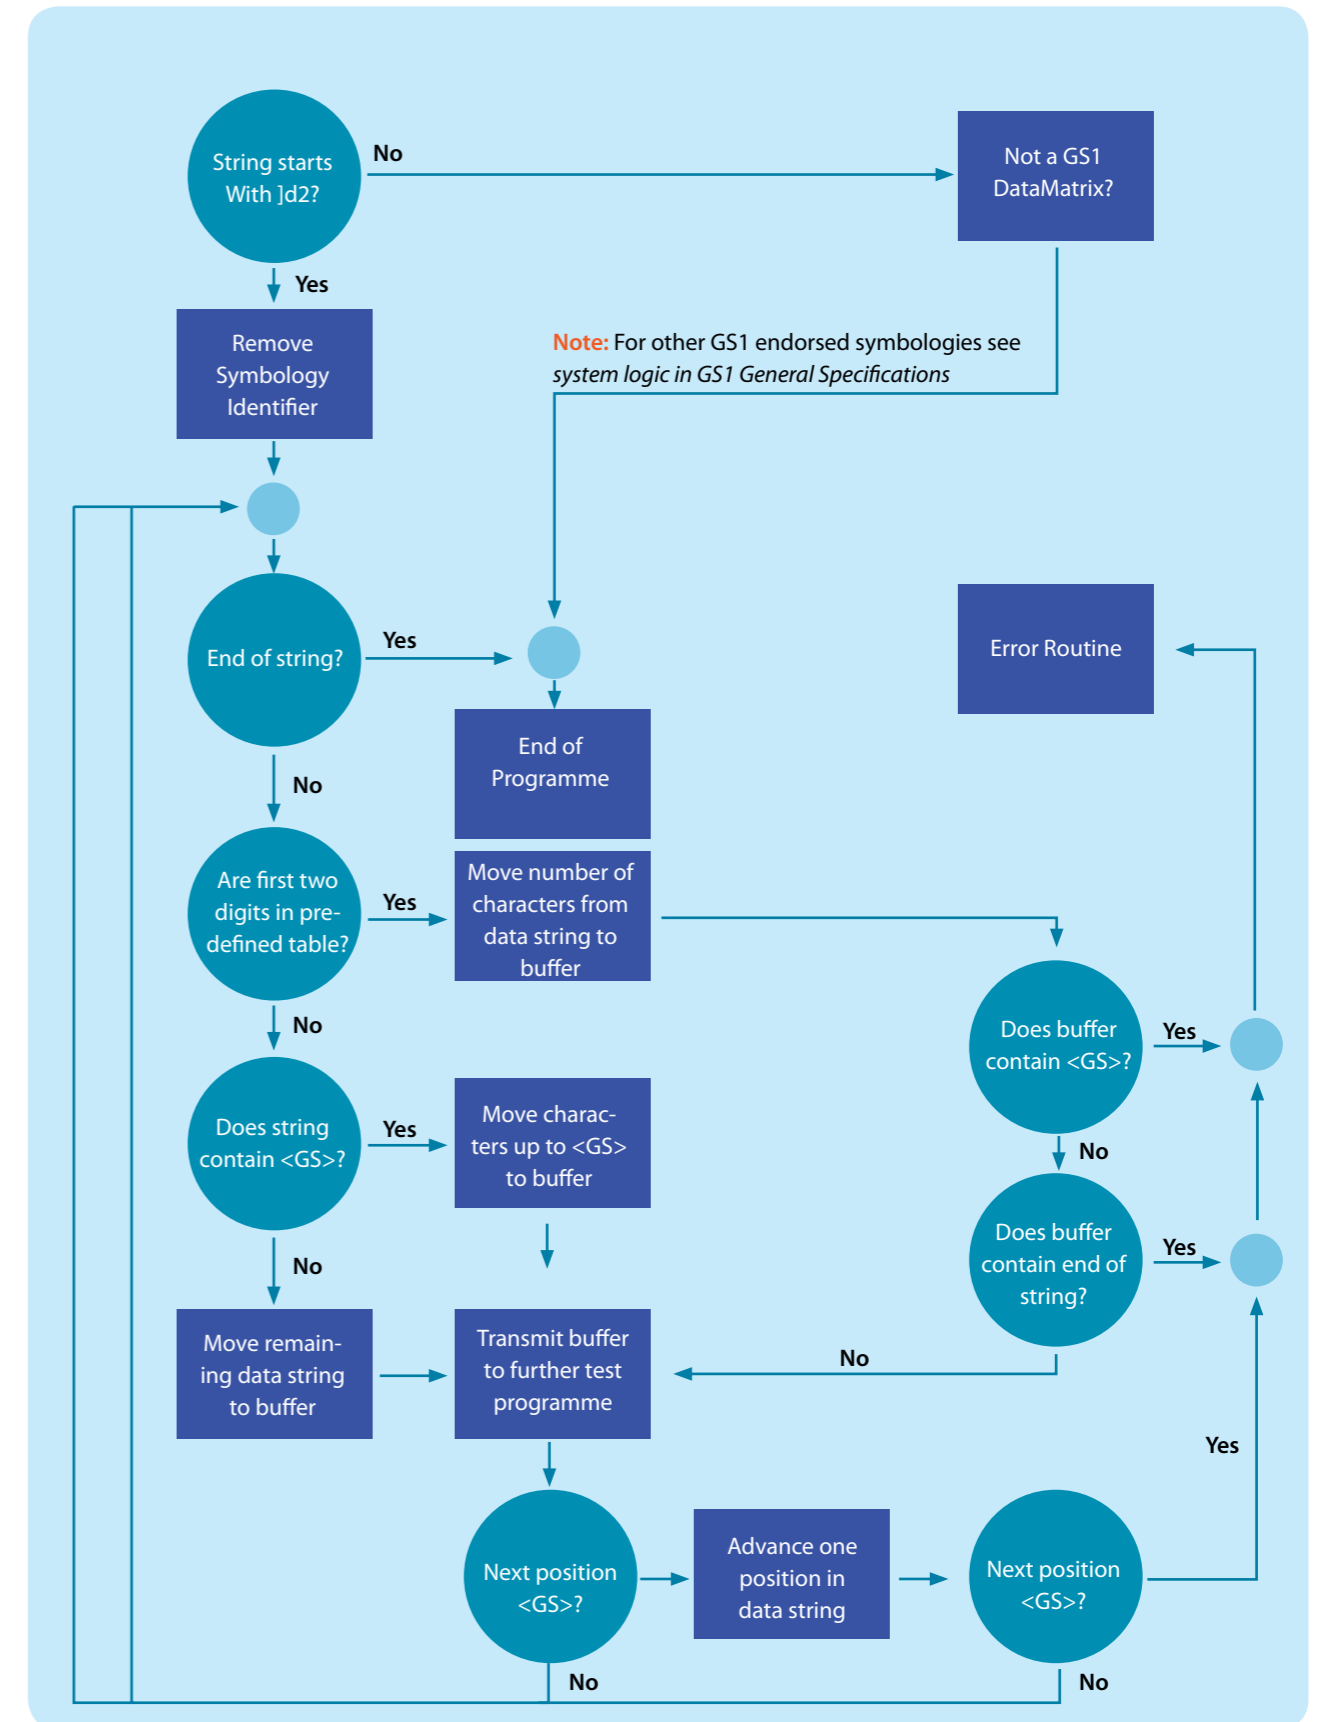 String starts
With ]d2?
No
Not a GS1
DataMatrix?
Yes
Remove
Symbology
Identifier
Note: For other GS1 endorsed symbologies see
system logic in GS1 General Specifications
End of string?
Yes
End of
Programme
Error Routine
No
Are first two
digits in pre-
defined table?
Yes
Move number of
characters from
data string to
buffer
Does buffer
contain <GS>?
Yes
No
No
Does string
contain <GS>?
Yes
Move charac-
ters up to <GS>
to buffer
Does buffer
contain end of
string?
Yes
No
No
Move remain-
ing data string
to buffer
Transmit buffer
to further test
programme
Yes
Next position
<GS>?
Advance one
position in
data string
Next position
<GS>?
No
No